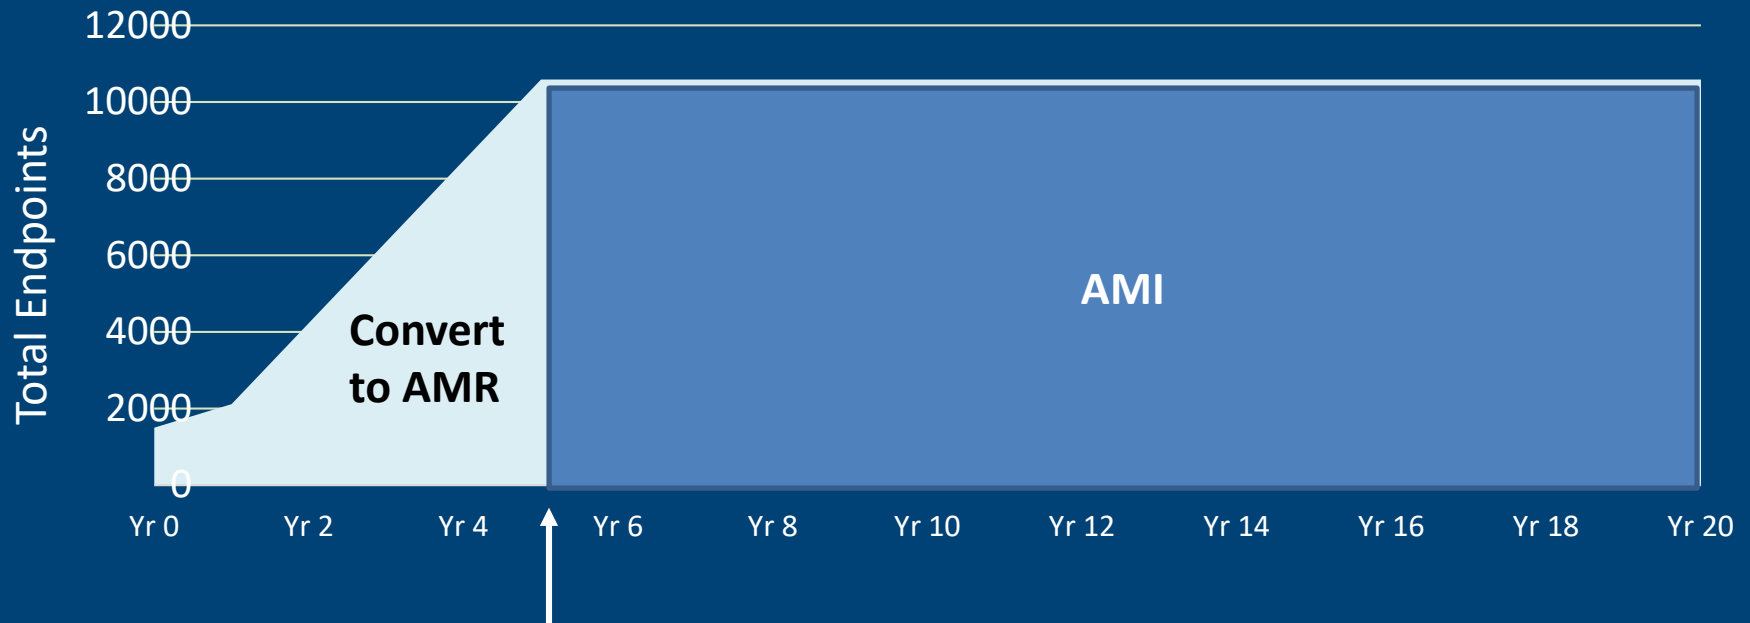 Total Endpoints
12000
10000
8000
6000
4000
2000
0
Convert
to AMR
AMI
Yr 0 Yr 2 Yr 4 Yr 6 Yr 8 Yr 10 Yr 12 Yr 14 Yr 16 Yr 18 Yr 20